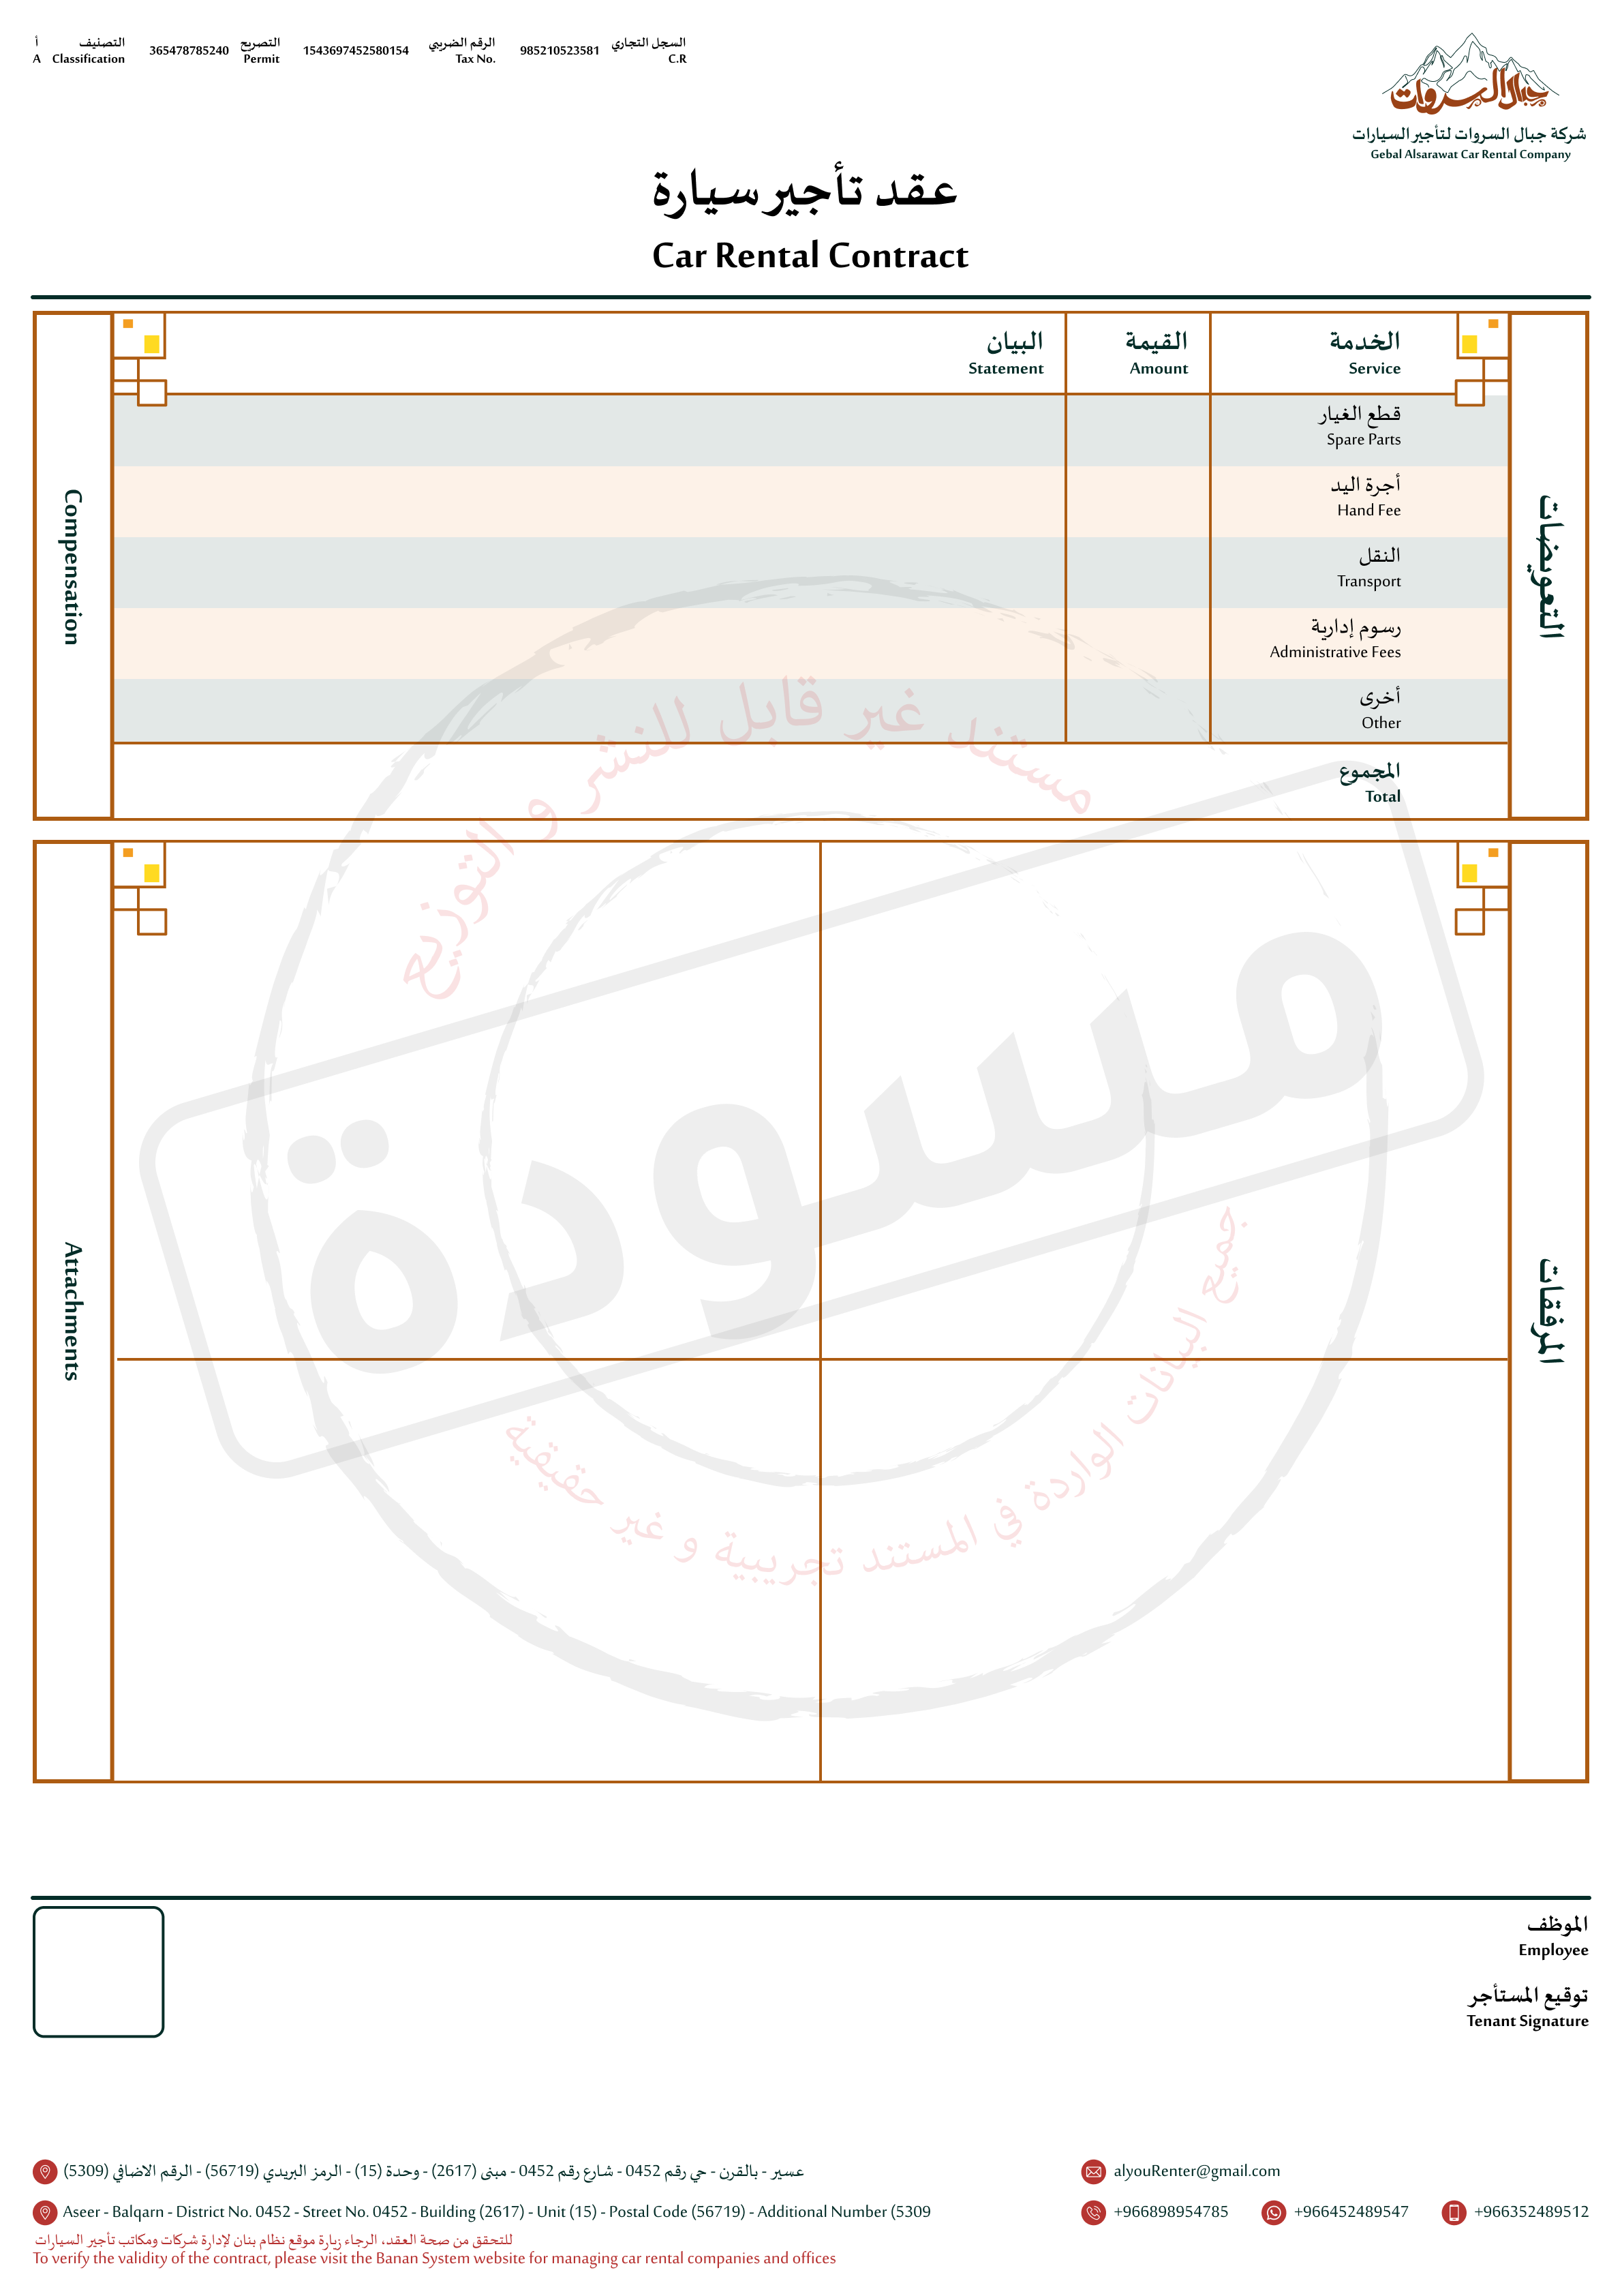 السجل التجاري 985210523581 الرقم الضريبي 1543697452580154 التصريح 365478785240 التصنيف أ
C.R Tax No. Permit Classification A
جبال السروات
شركة جبال السروات لتأجير السيارات
Gebal Alsarawat Car Rental Company
عقد تأجير سيارة
Car Rental Contract
التعويضات
Compensation
الخدمة القيمة البيان
Service Amount Statement
قطع الغيار
Spare Parts
أجرة اليد
Hand Fee
النقل
Transport
رسوم إدارية
Administrative Fees
أخرى
Other
المجموع
Total
المرفقات
Attachments
مستند غير قابل للنشر و التوزيع
مسودة
جميع البيانات الواردة في المستند تجريبية و غير حقيقية
الموظف
Employee
توقيع المستأجر
Tenant Signature
عسير - بالقرن - حي رقم 0452 - شارع رقم 0452 - مبنى (2617) - وحدة (15) - الرمز البريدي (56719) - الرقم الاضافي (5309)
alyouRenter@gmail.com
Aseer - Balqarn - District No. 0452 - Street No. 0452 - Building (2617) - Unit (15) - Postal Code (56719) - Additional Number (5309
+966898954785 +966452489547 +966352489512
للتحقق من صحة العقد، الرجاء زيارة موقع نظام بنان لإدارة شركات ومكاتب تأجير السيارات
To verify the validity of the contract, please visit the Banan System website for managing car rental companies and offices